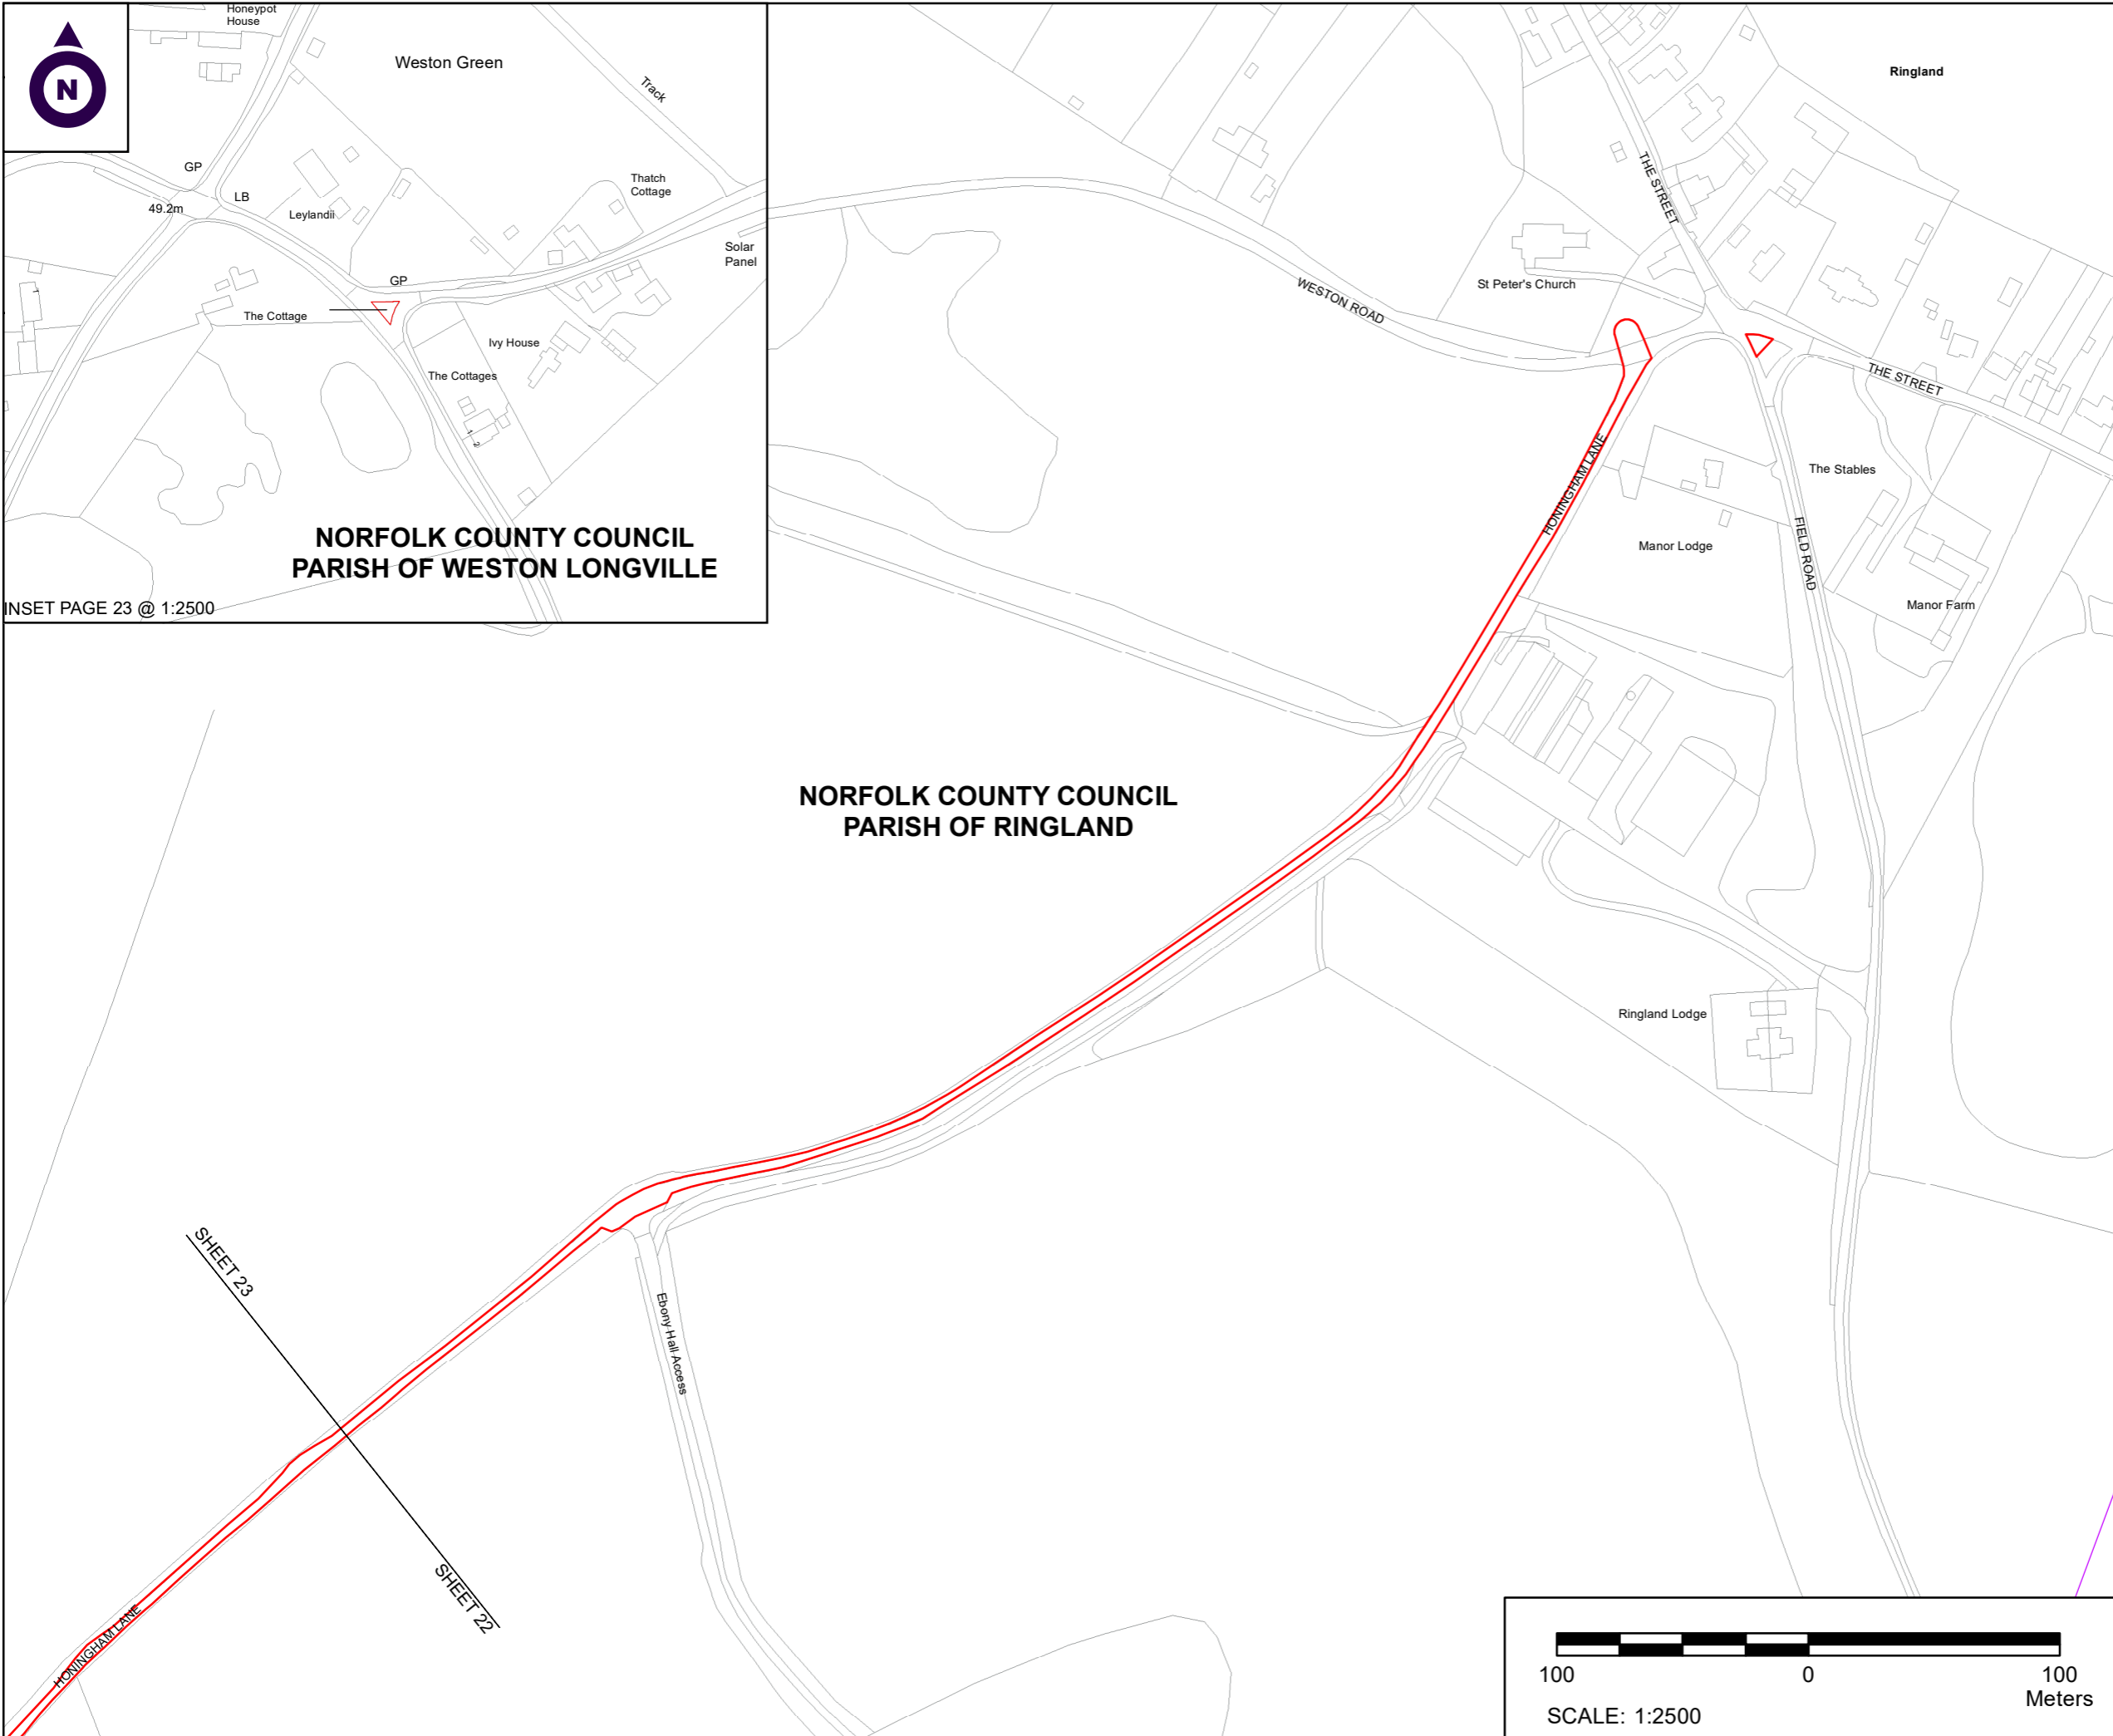 Honeypot
House
N
Weston Green
Track
GP
LB
49.2m
Leylandii
Thatch
Cottage
Solar
Panel
GP
The Cottage
Ivy House
The Cottages
1
1
2
NORFOLK COUNTY COUNCIL
PARISH OF WESTON LONGVILLE
INSET PAGE 23 @ 1:2500
Ringland
THE STREET
St Peter's Church
WESTON ROAD
THE STREET
HONINGHAM LANE
The Stables
Manor Lodge
FIELD ROAD
Manor Farm
NORFOLK COUNTY COUNCIL
PARISH OF RINGLAND
Ringland Lodge
SHEET 23
Ebony Hall Access
SHEET 22
HONINGHAM LANE
100 0 100
Meters
SCALE: 1:2500